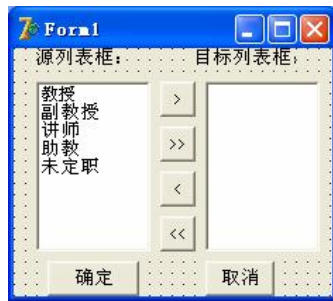 Form1
源列表框： 目标列表框：
教授
副教授
讲师
助教
未定职
>
>>
<
<<
确定 取消